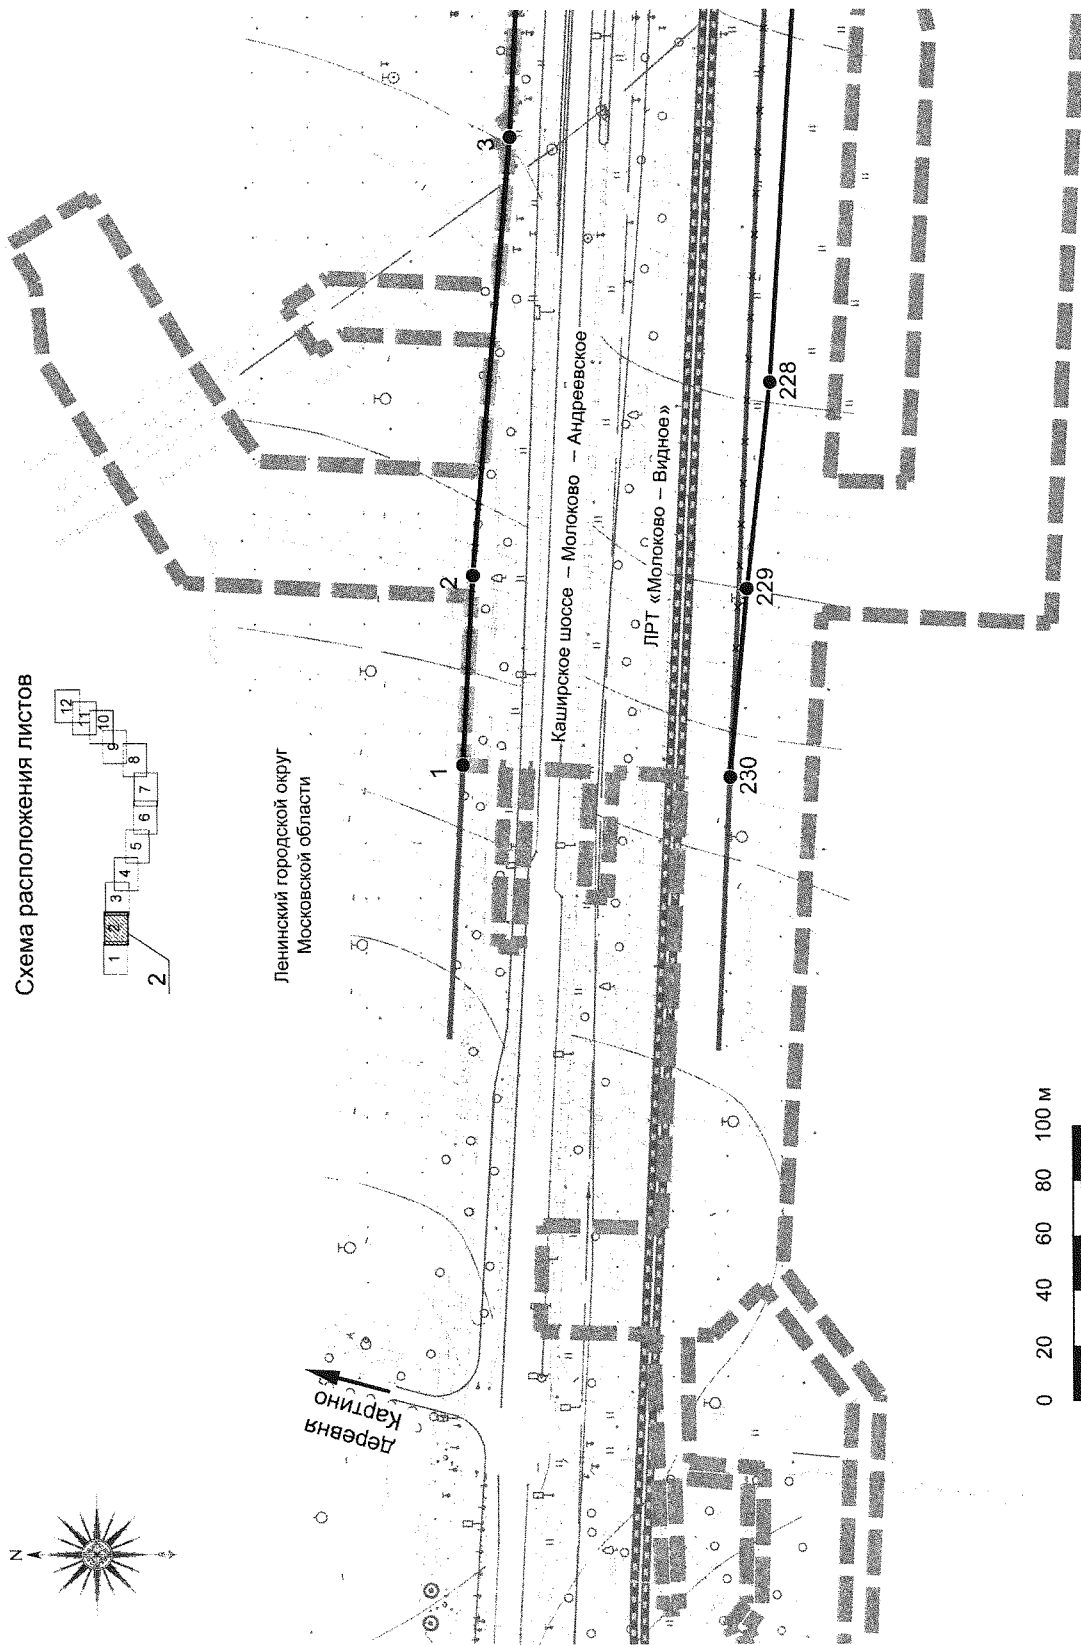 Схема расположения листов
1
2
3
4
5
6
7
8
9
10
11
12
2
N
Ленинский городской округ
Московской области
деревня
Картино
1
2
3
Каширское шоссе – Молоково – Андреевское
ЛРТ «Молоково – Видное»
230
229
228
0 20 40 60 80 100 м